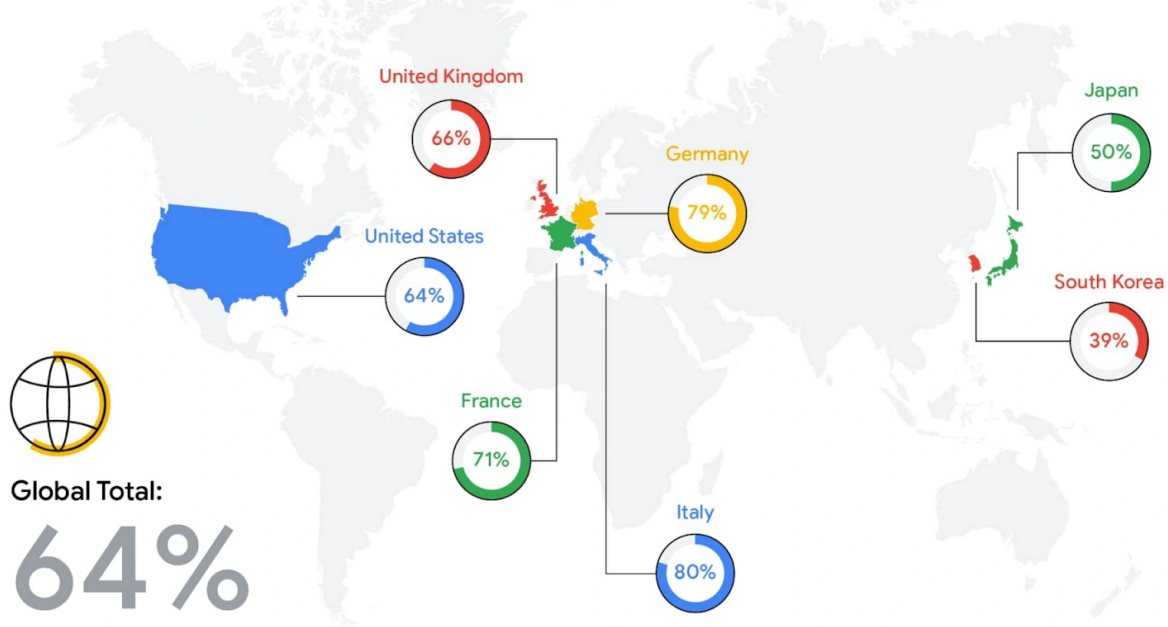 United Kingdom
66%
Germany
79%
Japan
50%
United States
64%
South Korea
39%
France
71%
Italy
80%
Global Total:
64%